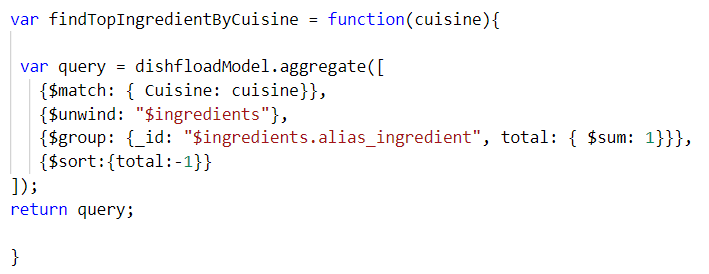 var findTopIngredientByCuisine = function(cuisine){
var query = dishfloadModel.aggregate([
{$match: { Cuisine: cuisine}},
{$unwind: "$ingredients"},
{$group: {_id: "$ingredients.alias_ingredient", total: { $sum: 1}}},
{$sort:{total:-1}}
]);
return query;
}